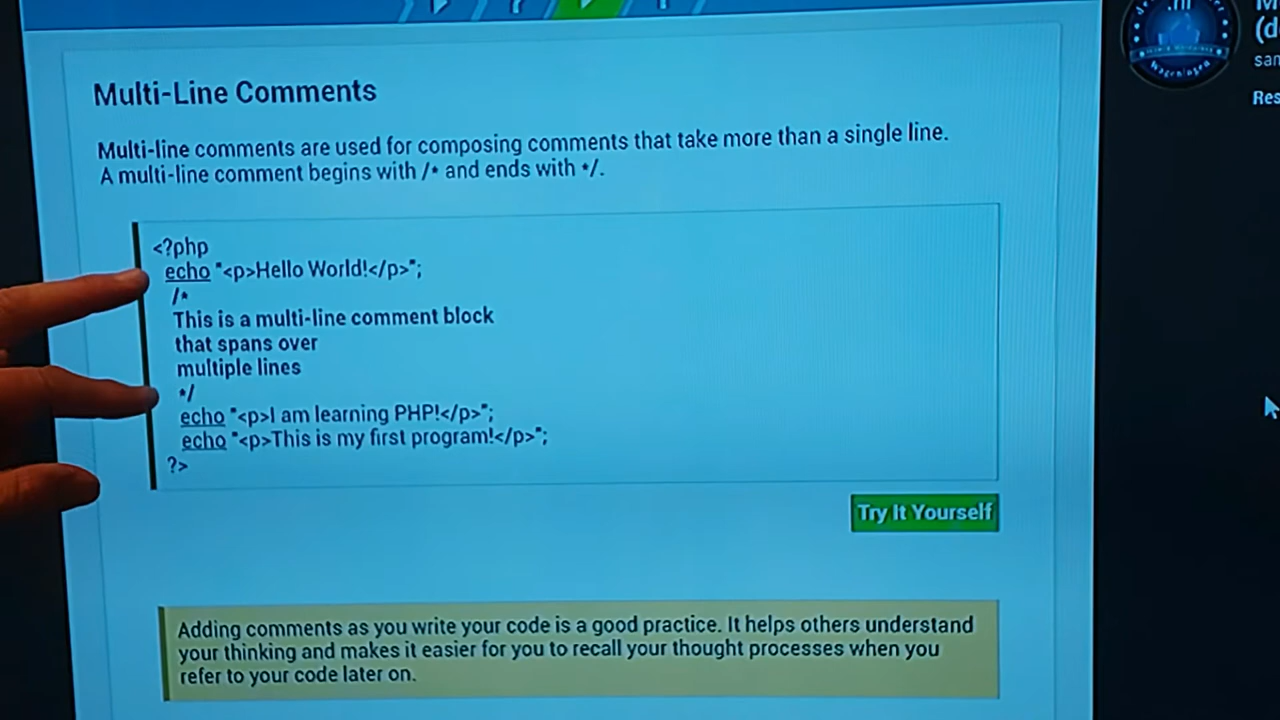 Multi-Line Comments
Multi-line comments are used for composing comments that take more than a single line.
A multi-line comment begins with /* and ends with */.
<?php
echo "<p>Hello World!</p>";
/*
This is a multi-line comment block
that spans over
multiple lines
*/
echo "<p>I am learning PHP!</p>";
echo "<p>This is my first program!</p>";
?>
Try It Yourself
Adding comments as you write your code is a good practice. It helps others understand
your thinking and makes it easier for you to recall your thought processes when you
refer to your code later on.
Wageningen